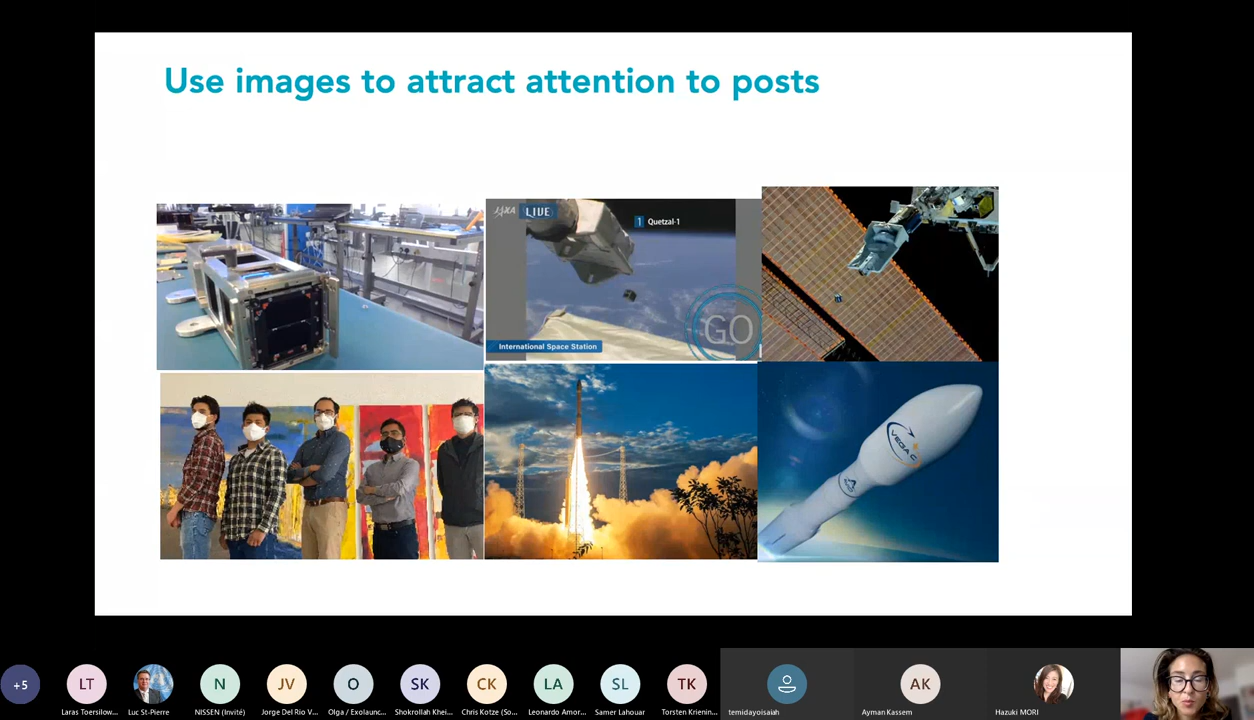 Use images to attract attention to posts
JAXA LIVE
1 Quetzal-1
GO
International Space Station
VEGA C
+5
LT
N
JV
O
SK
CK
LA
SL
TK
AK
Laras Toersilow...
Luc St-Pierre
NISSEN (Invité)
Jorge Del Rio V...
Olga / Exolaunc...
Shokrollah Khei...
Chris Kotze (So...
Leonardo Amor...
Samer Lahouar
Torsten Krienin...
temidayoisaiah
Ayman Kassem
Hazuki MORI